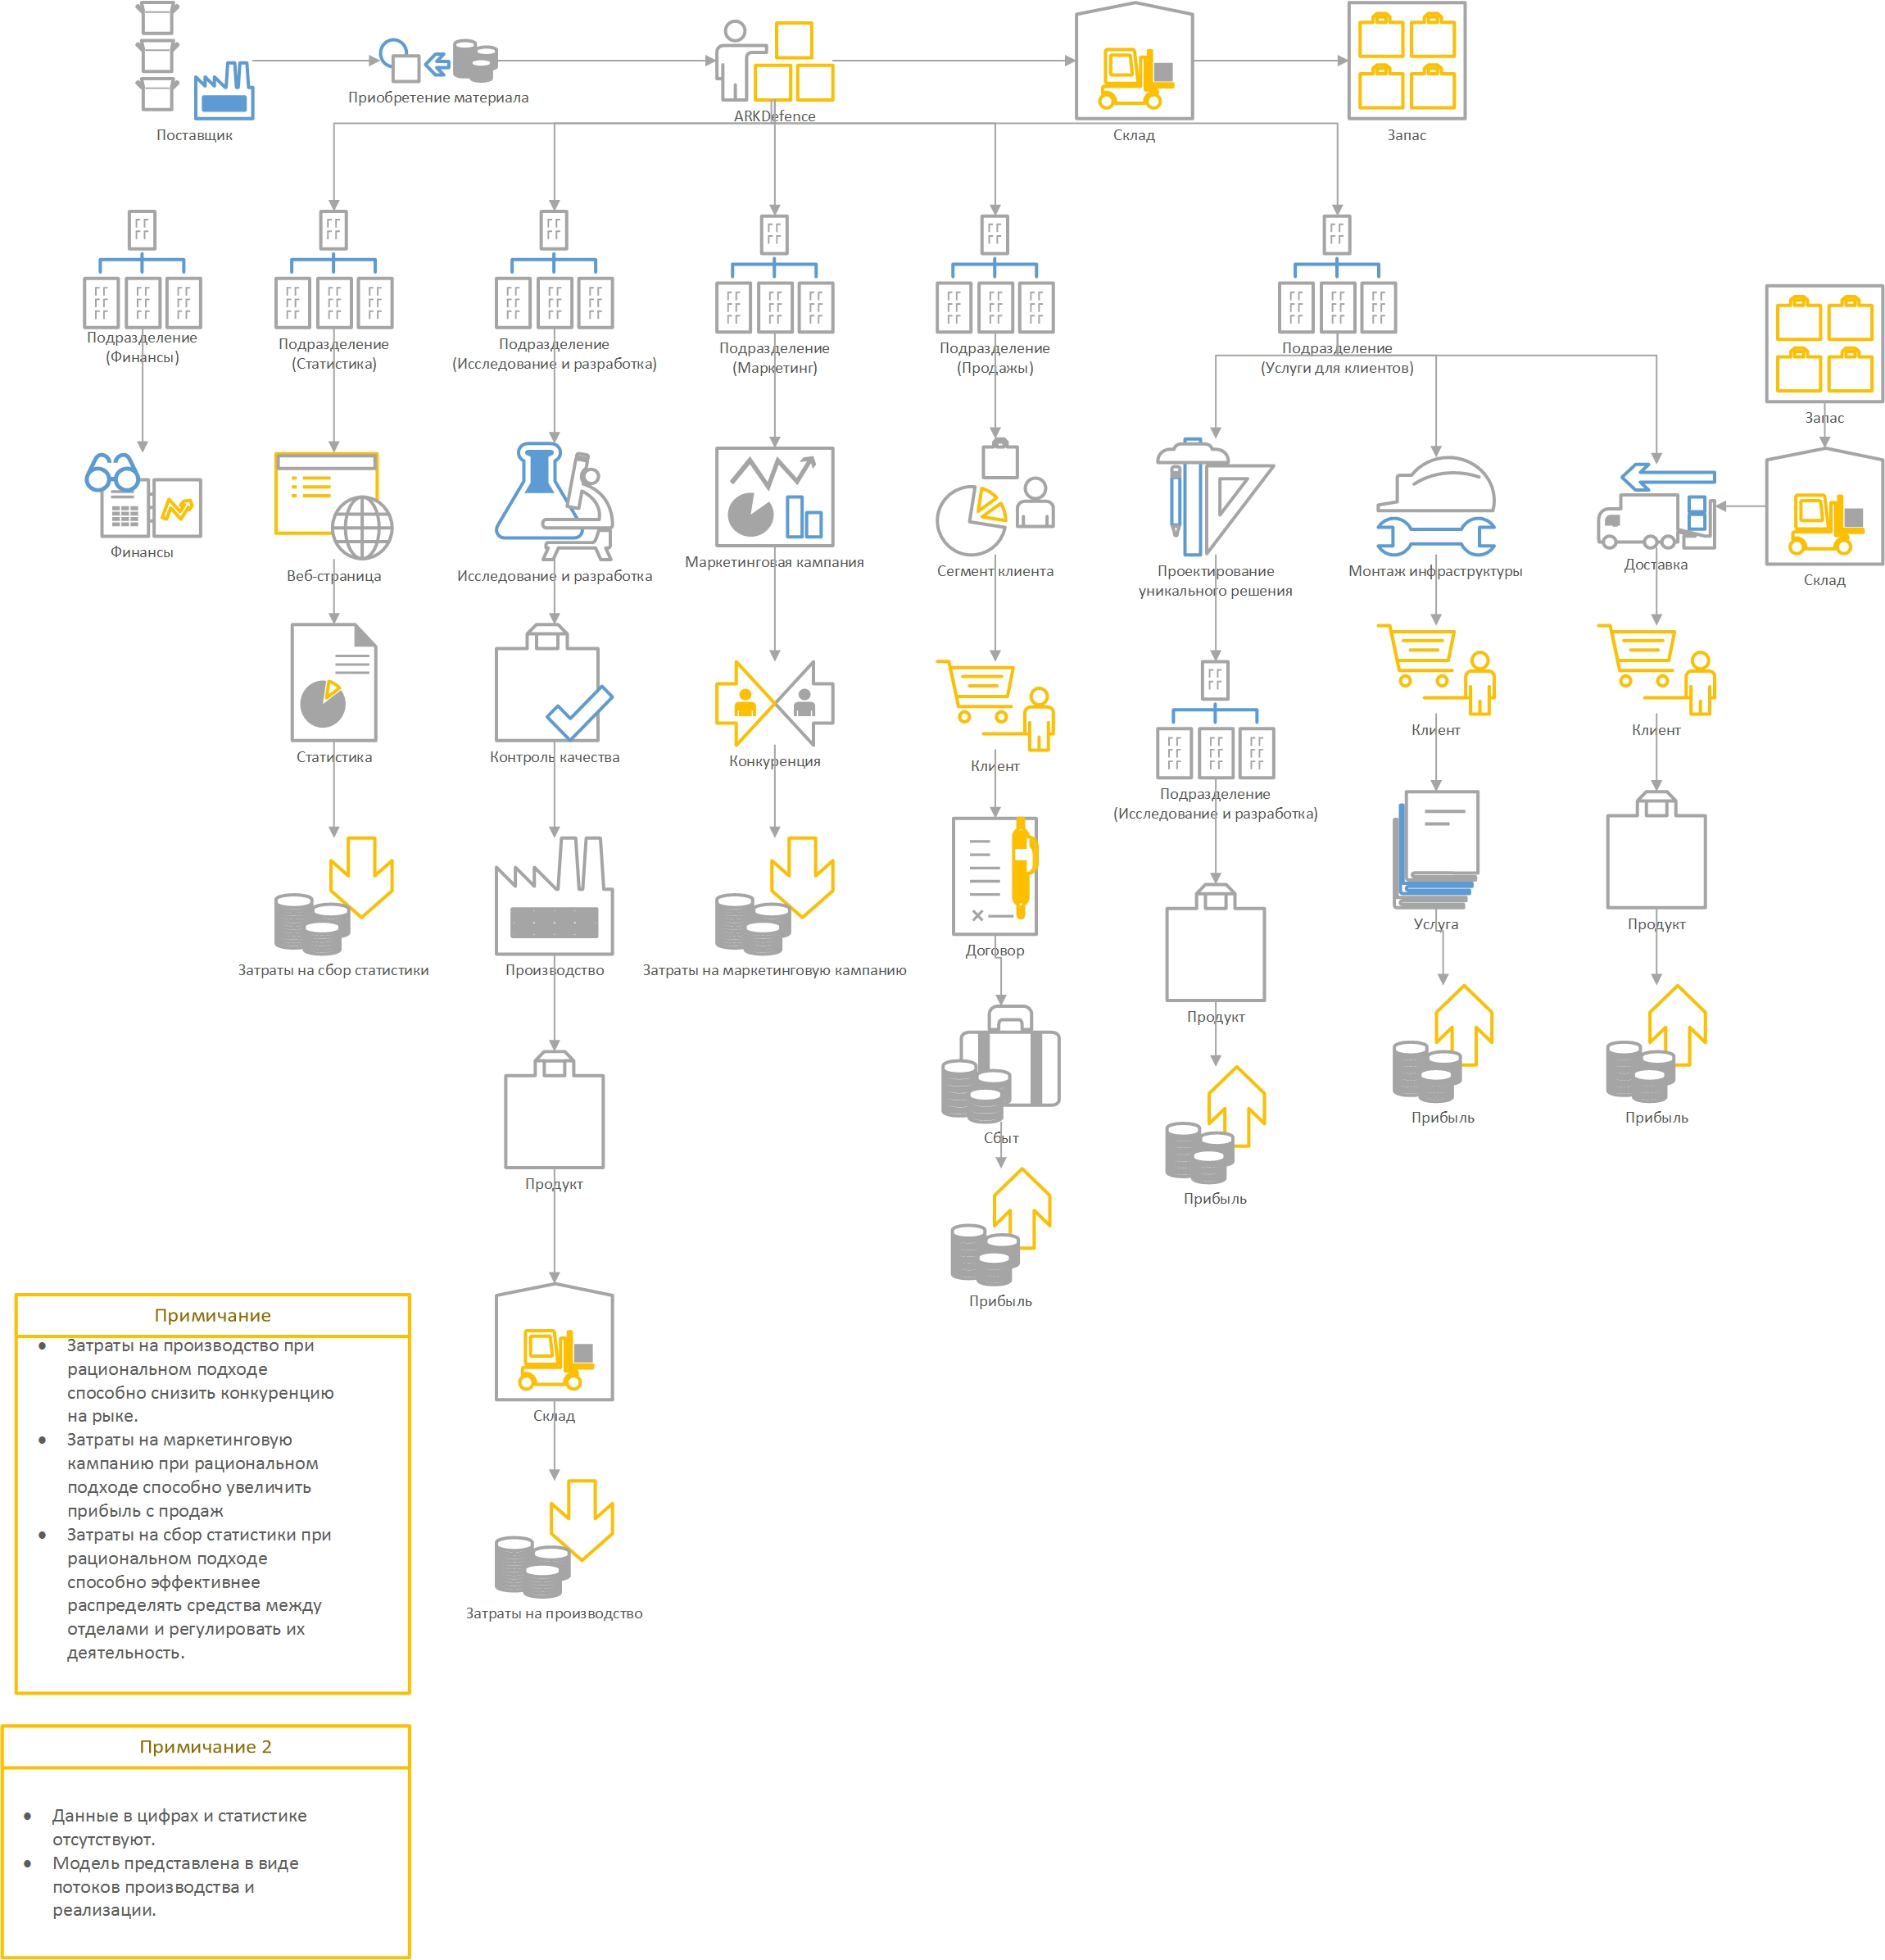 Поставщик
Приобретение материала
ARKDefence
Склад
Запас
Подразделение
(Финансы)
Подразделение
(Статистика)
Подразделение
(Исследование и разработка)
Подразделение
(Маркетинг)
Подразделение
(Продажы)
Подразделение
(Услуги для клиентов)
Запас
Финансы
Веб-страница
Исследование и разработка
Маркетинговая кампания
Сегмент клиента
Проектирование
уникального решения
Монтаж инфраструктуры
Доставка
Склад
Статистика
Контроль качества
Конкуренция
Клиент
Подразделение
(Исследование и разработка)
Клиент
Клиент
Затраты на сбор статистики
Производство
Затраты на маркетинговую кампанию
Договор
Продукт
Услуга
Продукт
Продукт
Сбыт
Прибыль
Прибыль
Прибыль
Прибыль
Склад
Затраты на производство
Примичание
• Затраты на производство при
рациональном подходе
способно снизить конкуренцию
на рыке.
• Затраты на маркетинговую
кампанию при рациональном
подходе способно увеличить
прибыль с продаж
• Затраты на сбор статистики при
рациональном подходе
способно эффективнее
распределять средства между
отделами и регулировать их
деятельность.
Примичание 2
• Данные в цифрах и статистике
отсутствуют.
• Модель представлена в виде
потоков производства и
реализации.